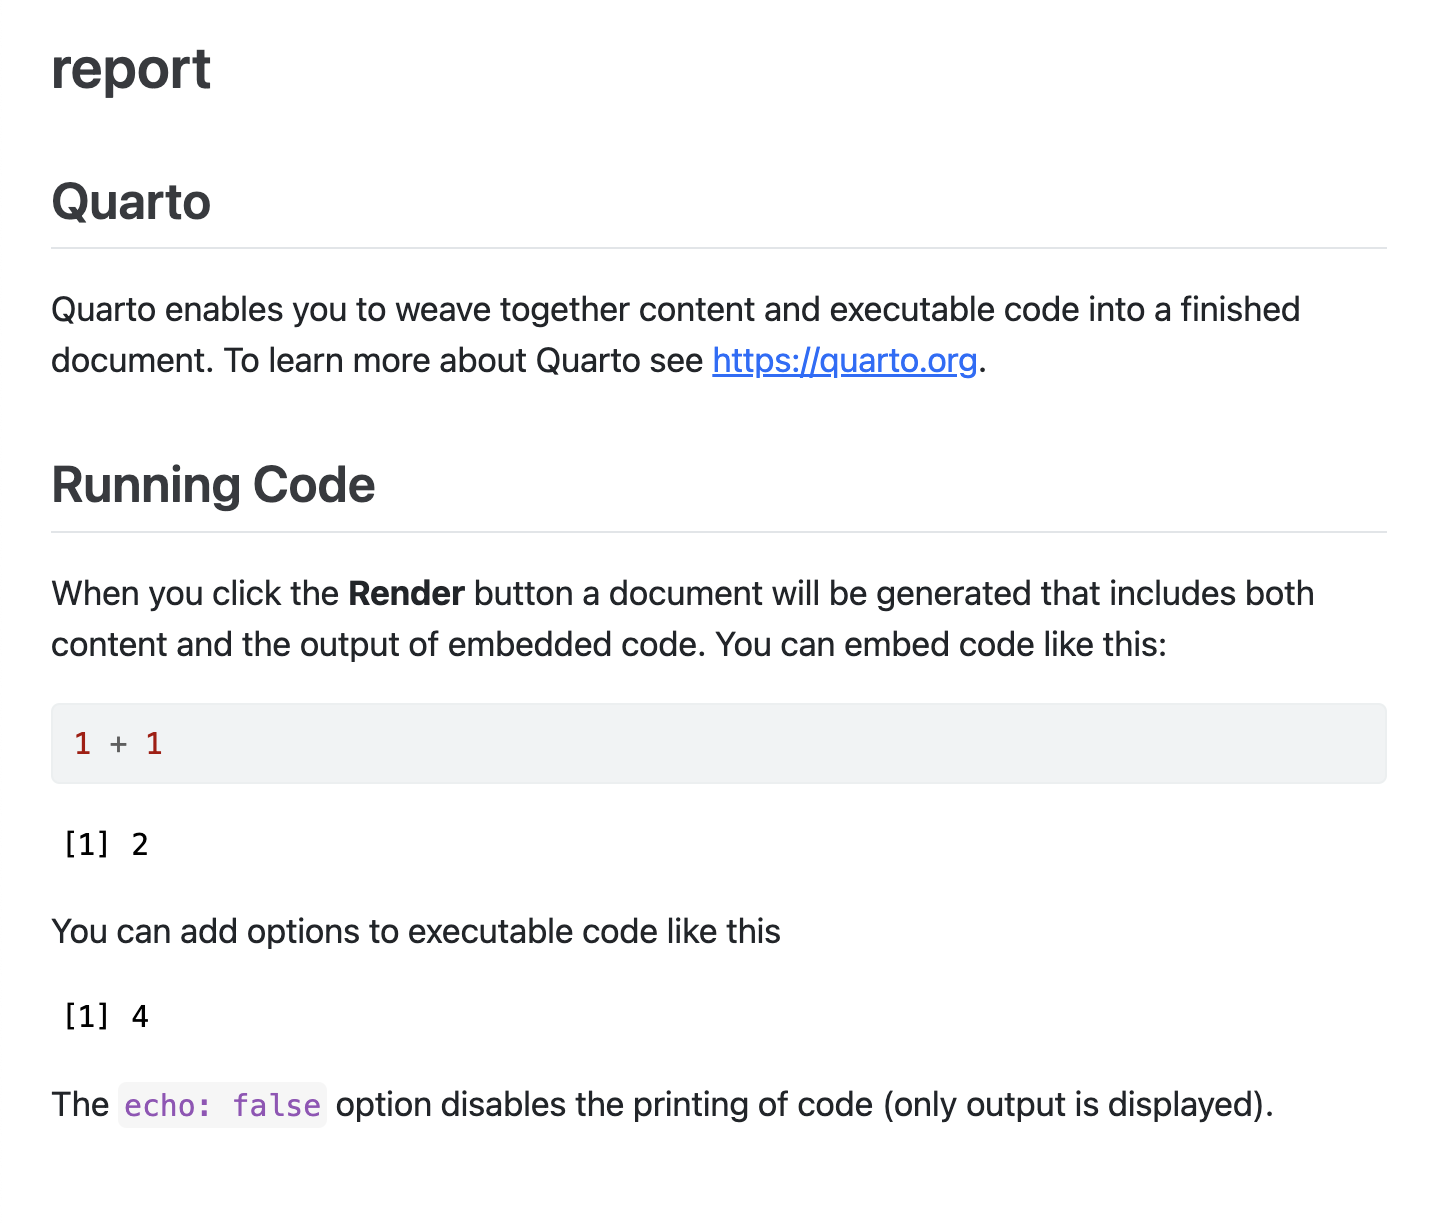 report
Quarto
Quarto enables you to weave together content and executable code into a finished
document. To learn more about Quarto see https://quarto.org.
Running Code
When you click the Render button a document will be generated that includes both
content and the output of embedded code. You can embed code like this:
1 + 1
[1] 2
You can add options to executable code like this
[1] 4
The echo: false option disables the printing of code (only output is displayed).